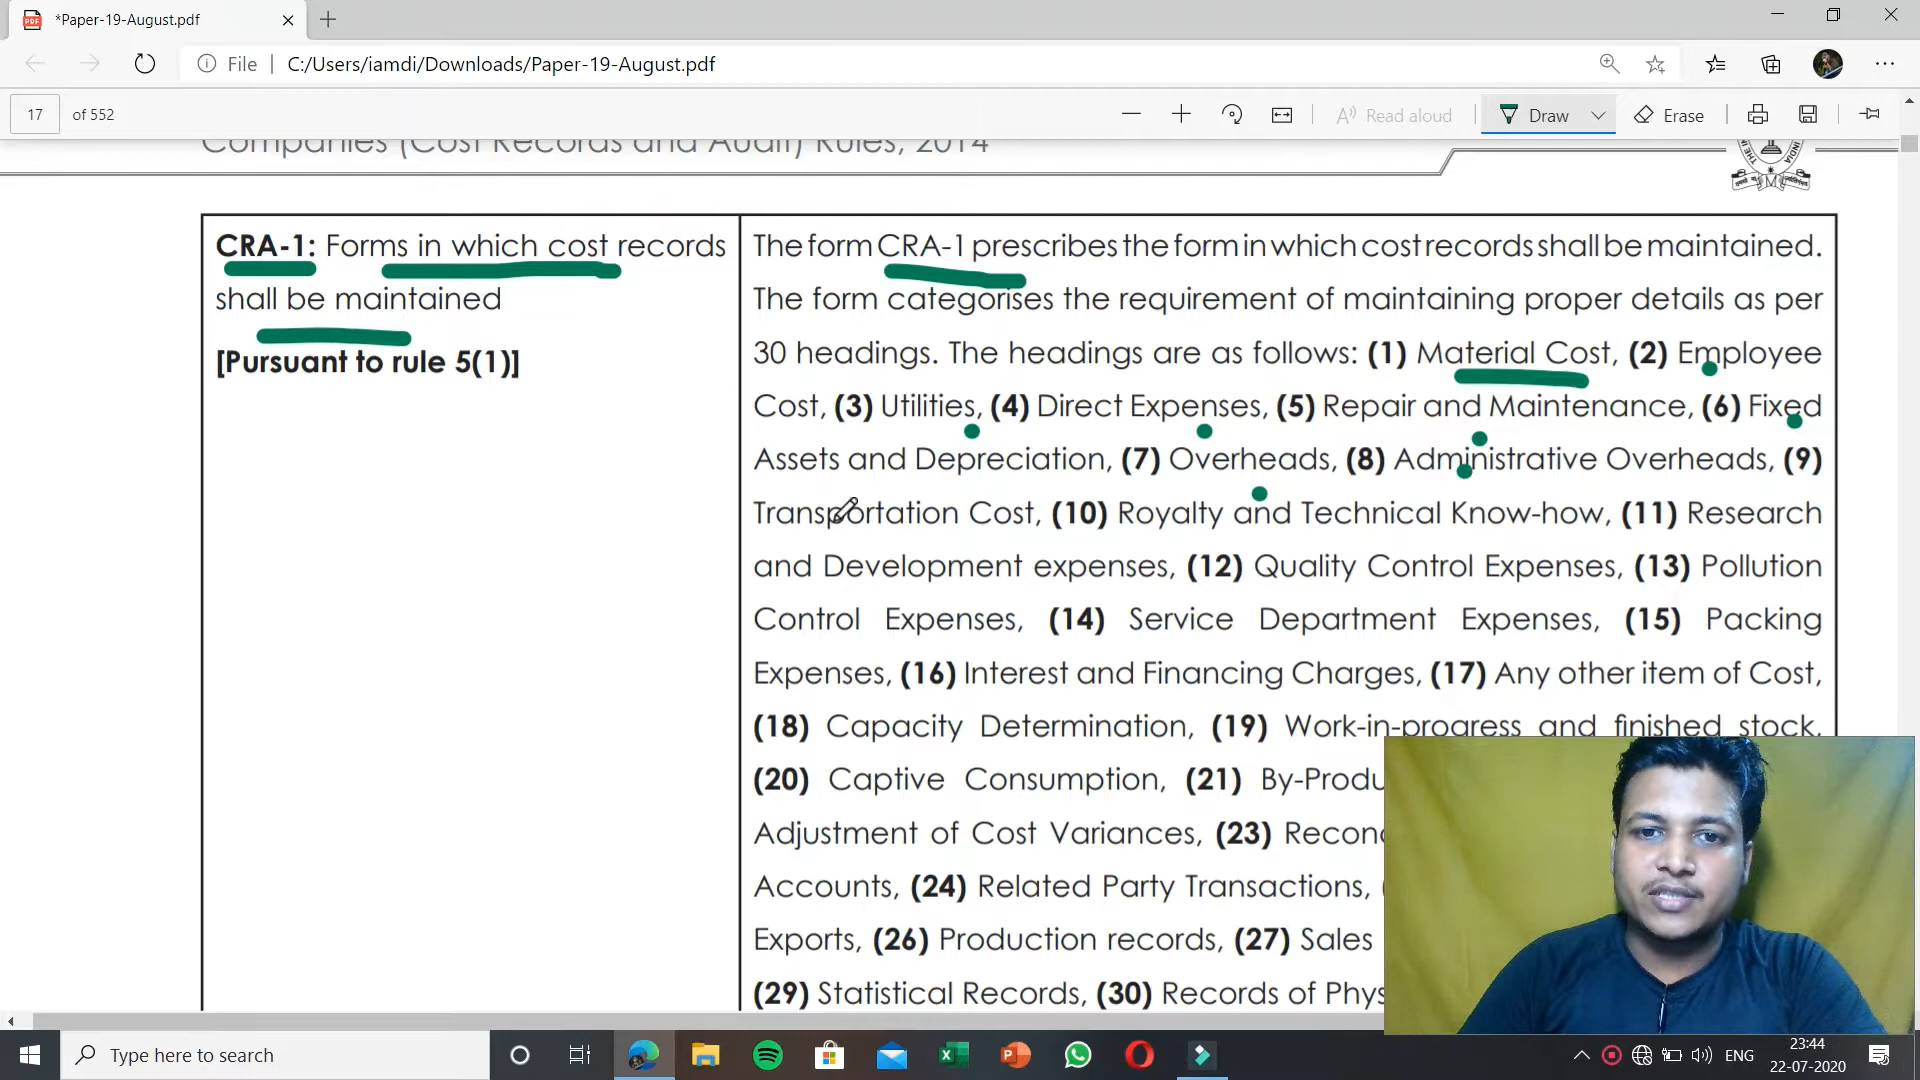 *Paper-19-August.pdf
File
C:/Users/iamdi/Downloads/Paper-19-August.pdf
17 of 552
Read aloud
Draw
Erase
Companies (Cost Records and Audit) Rules, 2014
CRA-1: Forms in which cost records
shall be maintained
[Pursuant to rule 5(1)]
The form CRA-1 prescribes the form in which cost records shall be maintained.
The form categorises the requirement of maintaining proper details as per
30 headings. The headings are as follows: (1) Material Cost, (2) Employee
Cost, (3) Utilities, (4) Direct Expenses, (5) Repair and Maintenance, (6) Fixed
Assets and Depreciation, (7) Overheads, (8) Administrative Overheads, (9)
Transportation Cost, (10) Royalty and Technical Know-how, (11) Research
and Development expenses, (12) Quality Control Expenses, (13) Pollution
Control Expenses, (14) Service Department Expenses, (15) Packing
Expenses, (16) Interest and Financing Charges, (17) Any other item of Cost,
(18) Capacity Determination, (19) Work-in-progress and finished stock,
(20) Captive Consumption, (21) By-Produ
Adjustment of Cost Variances, (23) Recon
Accounts, (24) Related Party Transactions,
Exports, (26) Production records, (27) Sales
(29) Statistical Records, (30) Records of Phys
Type here to search
ENG
23:44
22-07-2020